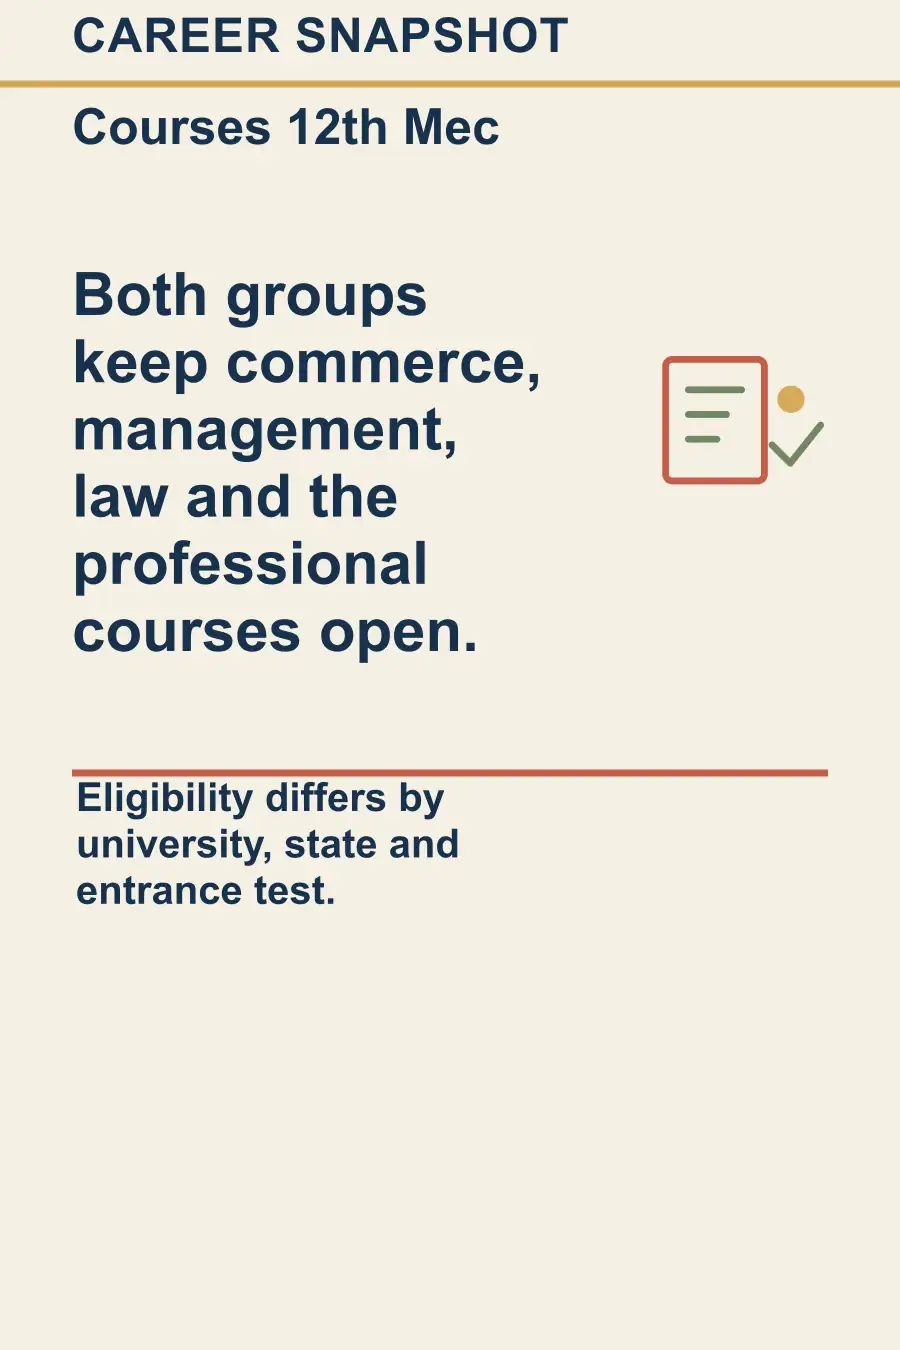 CAREER SNAPSHOT
Courses 12th Mec
Both groups
keep commerce,
management,
law and the
professional
courses open.
Eligibility differs by
university, state and
entrance test.